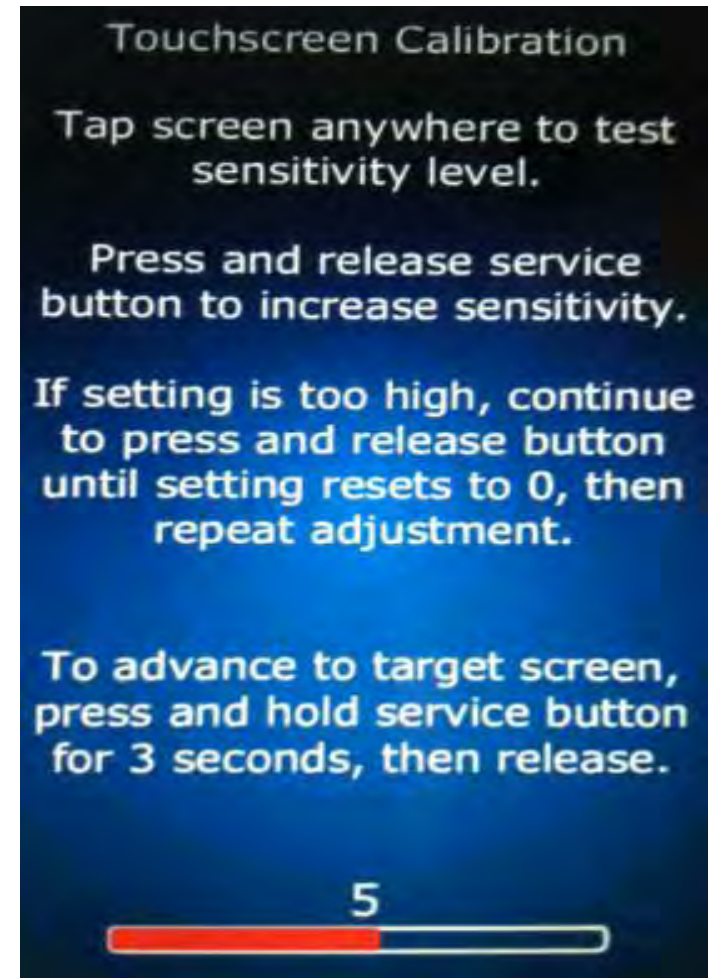 Touchscreen Calibration
Tap screen anywhere to test
sensitivity level.
Press and release service
button to increase sensitivity.
If setting is too high, continue
to press and release button
until setting resets to 0, then
repeat adjustment.
To advance to target screen,
press and hold service button
for 3 seconds, then release.
5